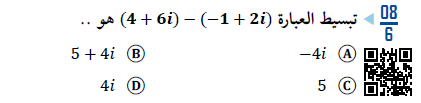 08/6 ◄ تبسيط العبارة (4 + 6i) − (−1 + 2i) هو ..
−4i Ⓐ 5 + 4i Ⓑ
5 Ⓒ 4i Ⓓ